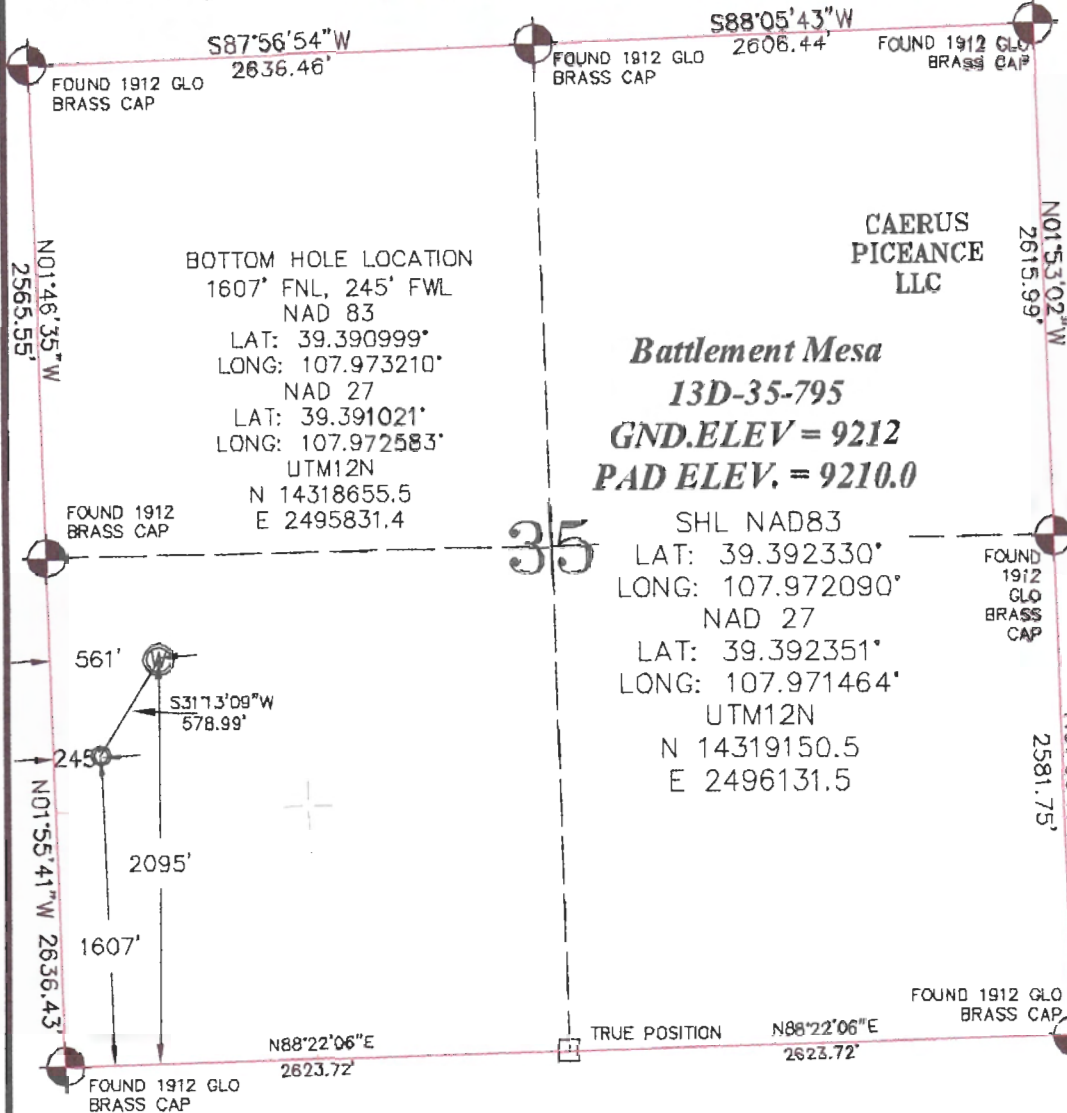 S87°56'54"W
2636.46'
S88°05'43"W
2606.44'
FOUND 1912 GLO
BRASS CAP
FOUND 1912 GLO
BRASS CAP
FOUND 1912 GLO
BRASS CAP
N01°46'35"W
2565.55'
BOTTOM HOLE LOCATION
1607' FNL, 245' FWL
NAD 83
LAT: 39.390999°
LONG: 107.973210°
NAD 27
LAT: 39.391021°
LONG: 107.972583°
UTM12N
N 14318655.5
E 2495831.4
CAERUS
PICEANCE
LLC
N01°53'02"W
2615.99'
Battlement Mesa
13D-35-795
GND.ELEV = 9212
PAD ELEV. = 9210.0
SHL NAD83
LAT: 39.392330°
LONG: 107.972090°
NAD 27
LAT: 39.392351°
LONG: 107.971464°
UTM12N
N 14319150.5
E 2496131.5
FOUND 1912
BRASS CAP
35
FOUND
1912
GLO
BRASS
CAP
561'
W
S31°13'09"W
578.99'
245'
2581.75'
N01°55'41"W 2636.43'
2095'
1607'
FOUND 1912 GLO
BRASS CAP
N88°22'06"E
2623.72'
TRUE POSITION
N88°22'06"E
2623.72'
FOUND 1912 GLO
BRASS CAP